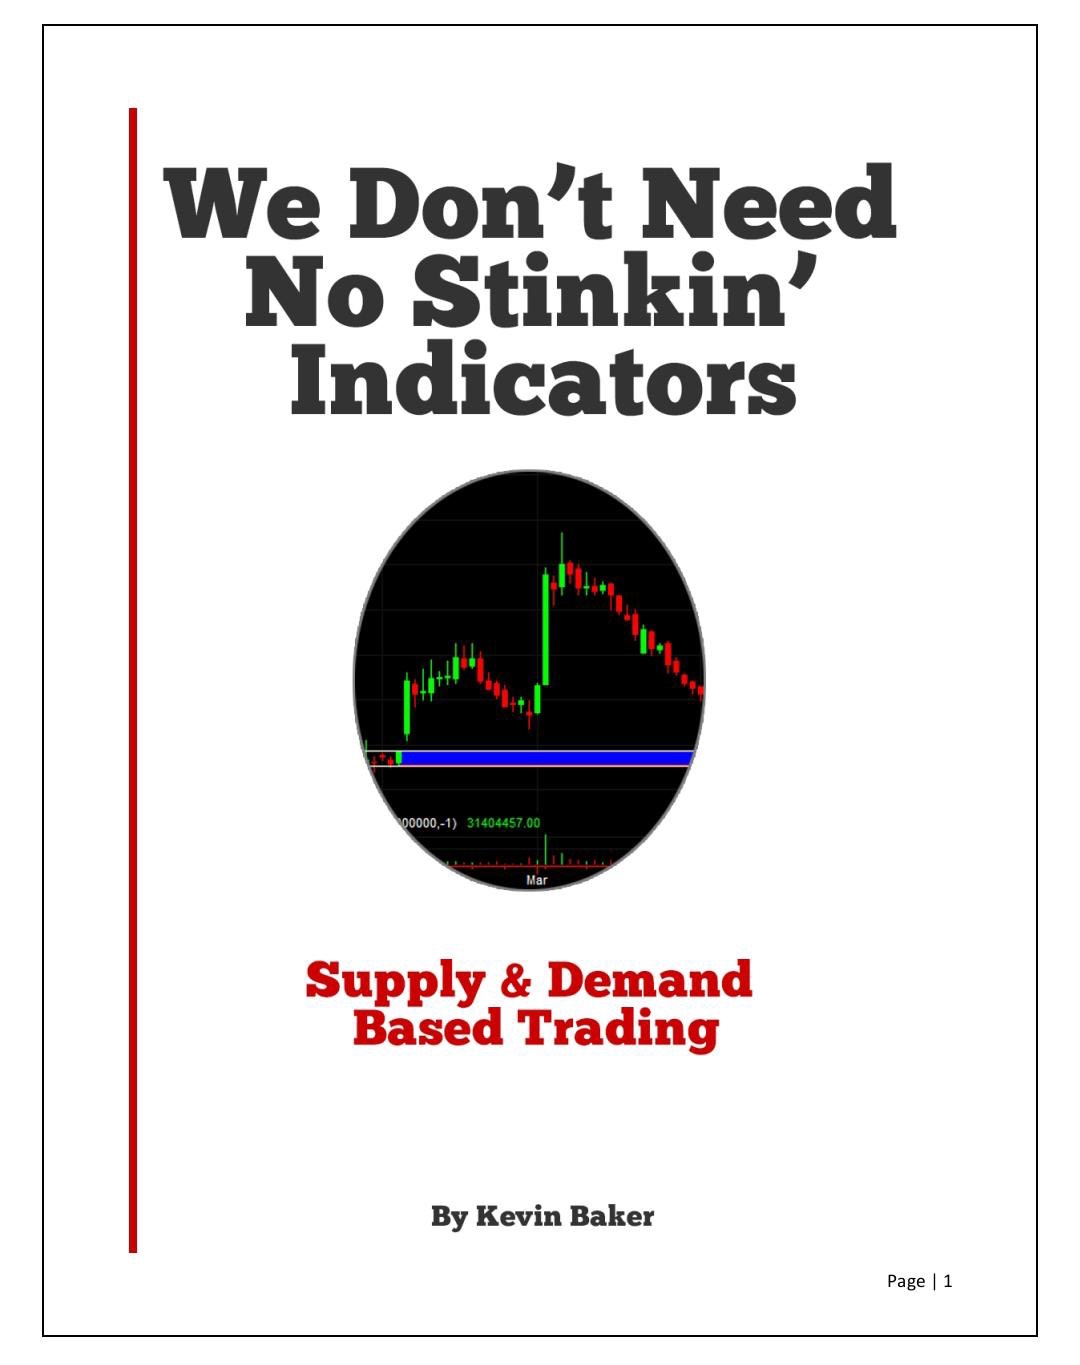 We Don’t Need
No Stinkin’
Indicators
000000,-1) 31404457.00
Mar
Supply & Demand
Based Trading
By Kevin Baker
Page | 1